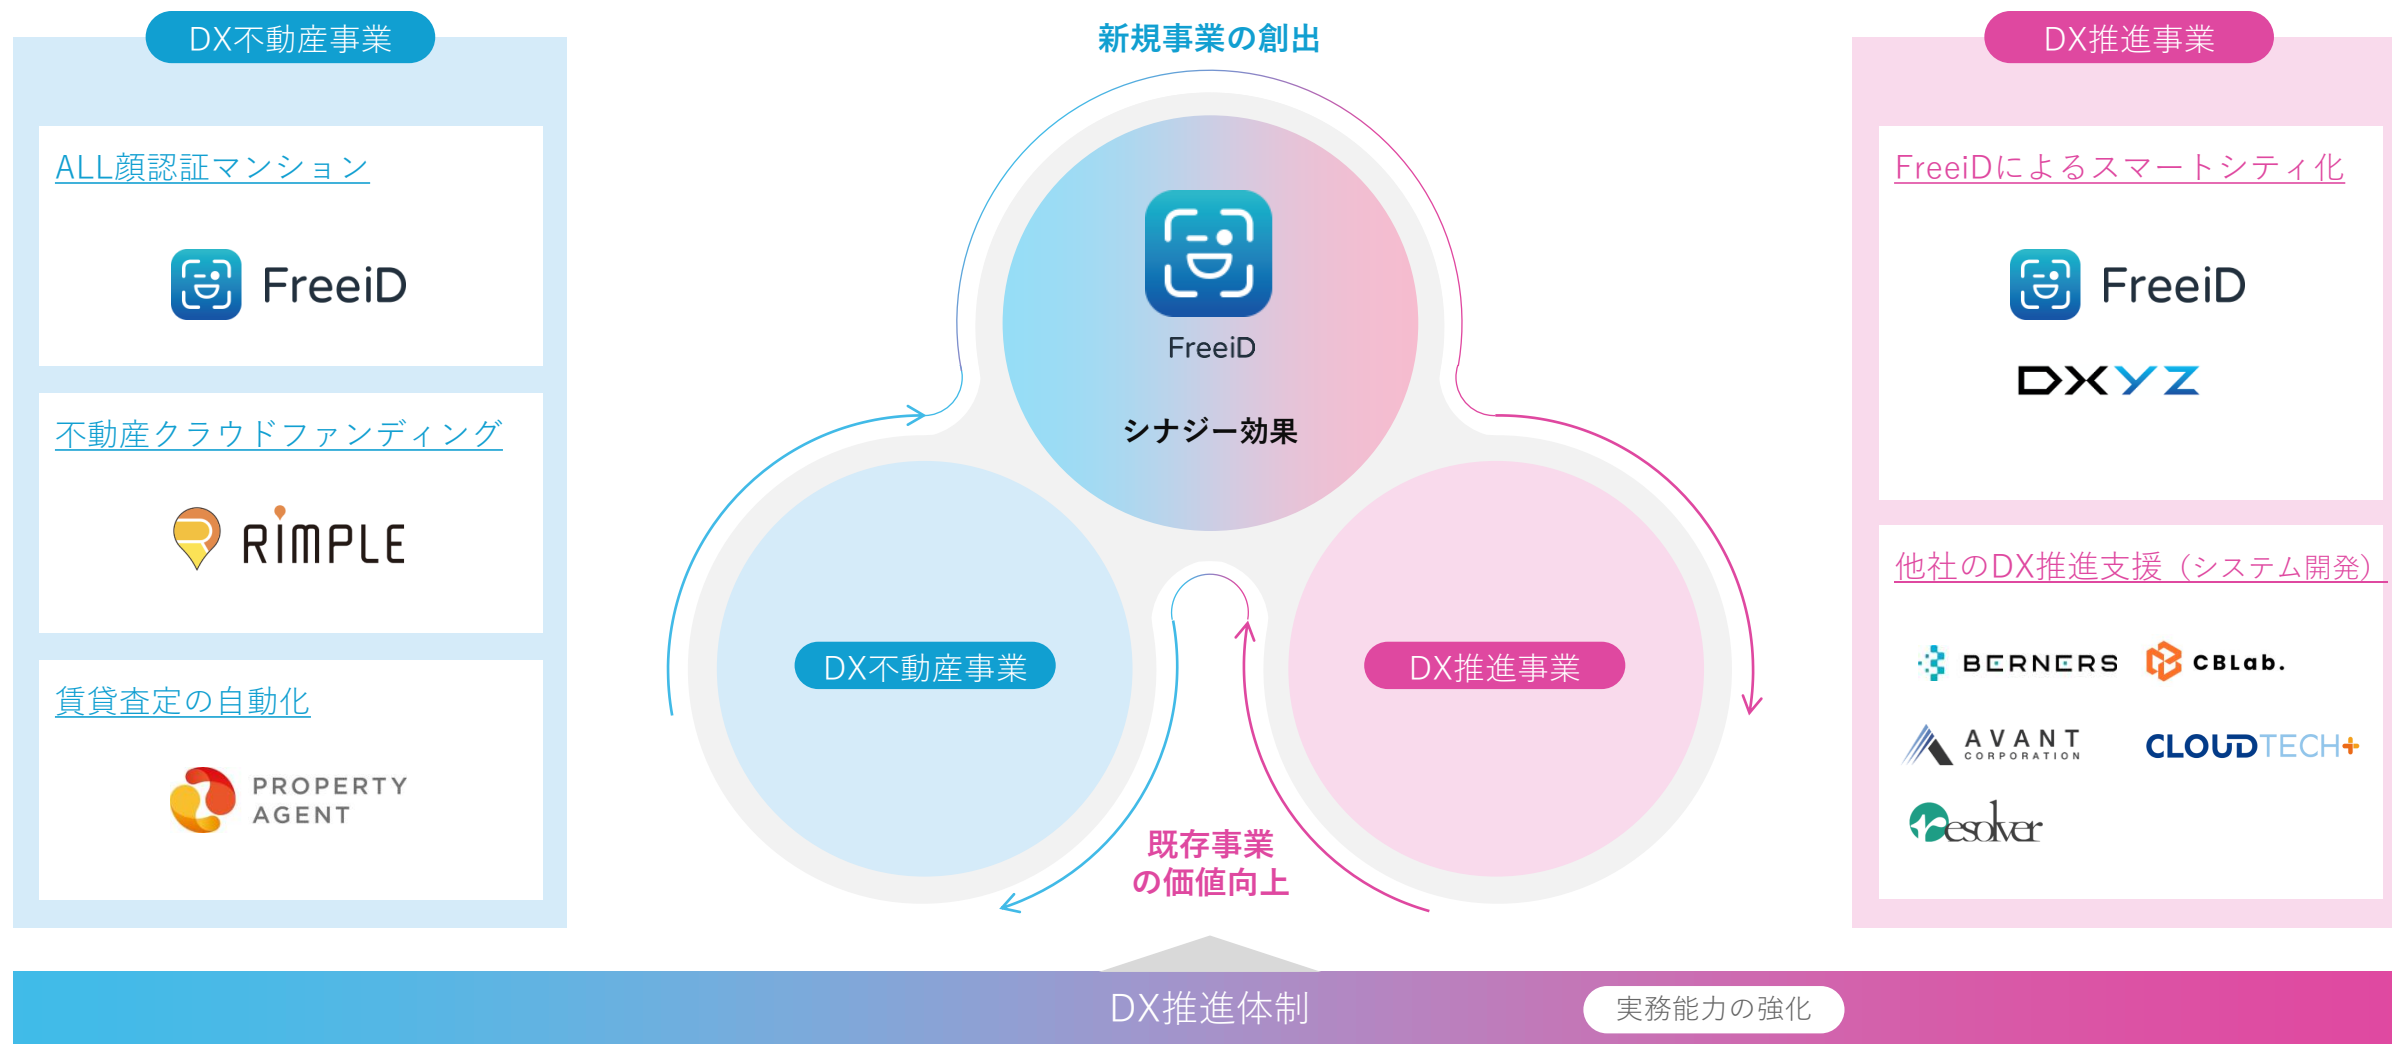 DX不動産事業
ALL顔認証マンション
FreeiD
不動産クラウドファンディング
RIMPLE
賃貸査定の自動化
PROPERTY
AGENT
新規事業の創出
FreeiD
シナジー効果
DX不動産事業
DX推進事業
既存事業
の価値向上
DX推進事業
FreeiDによるスマートシティ化
FreeiD
DXYZ
他社のDX推進支援（システム開発）
BERNERS
CBLab.
AVANT
CORPORATION
CLOUDTECH+
resolver
DX推進体制
実務能力の強化